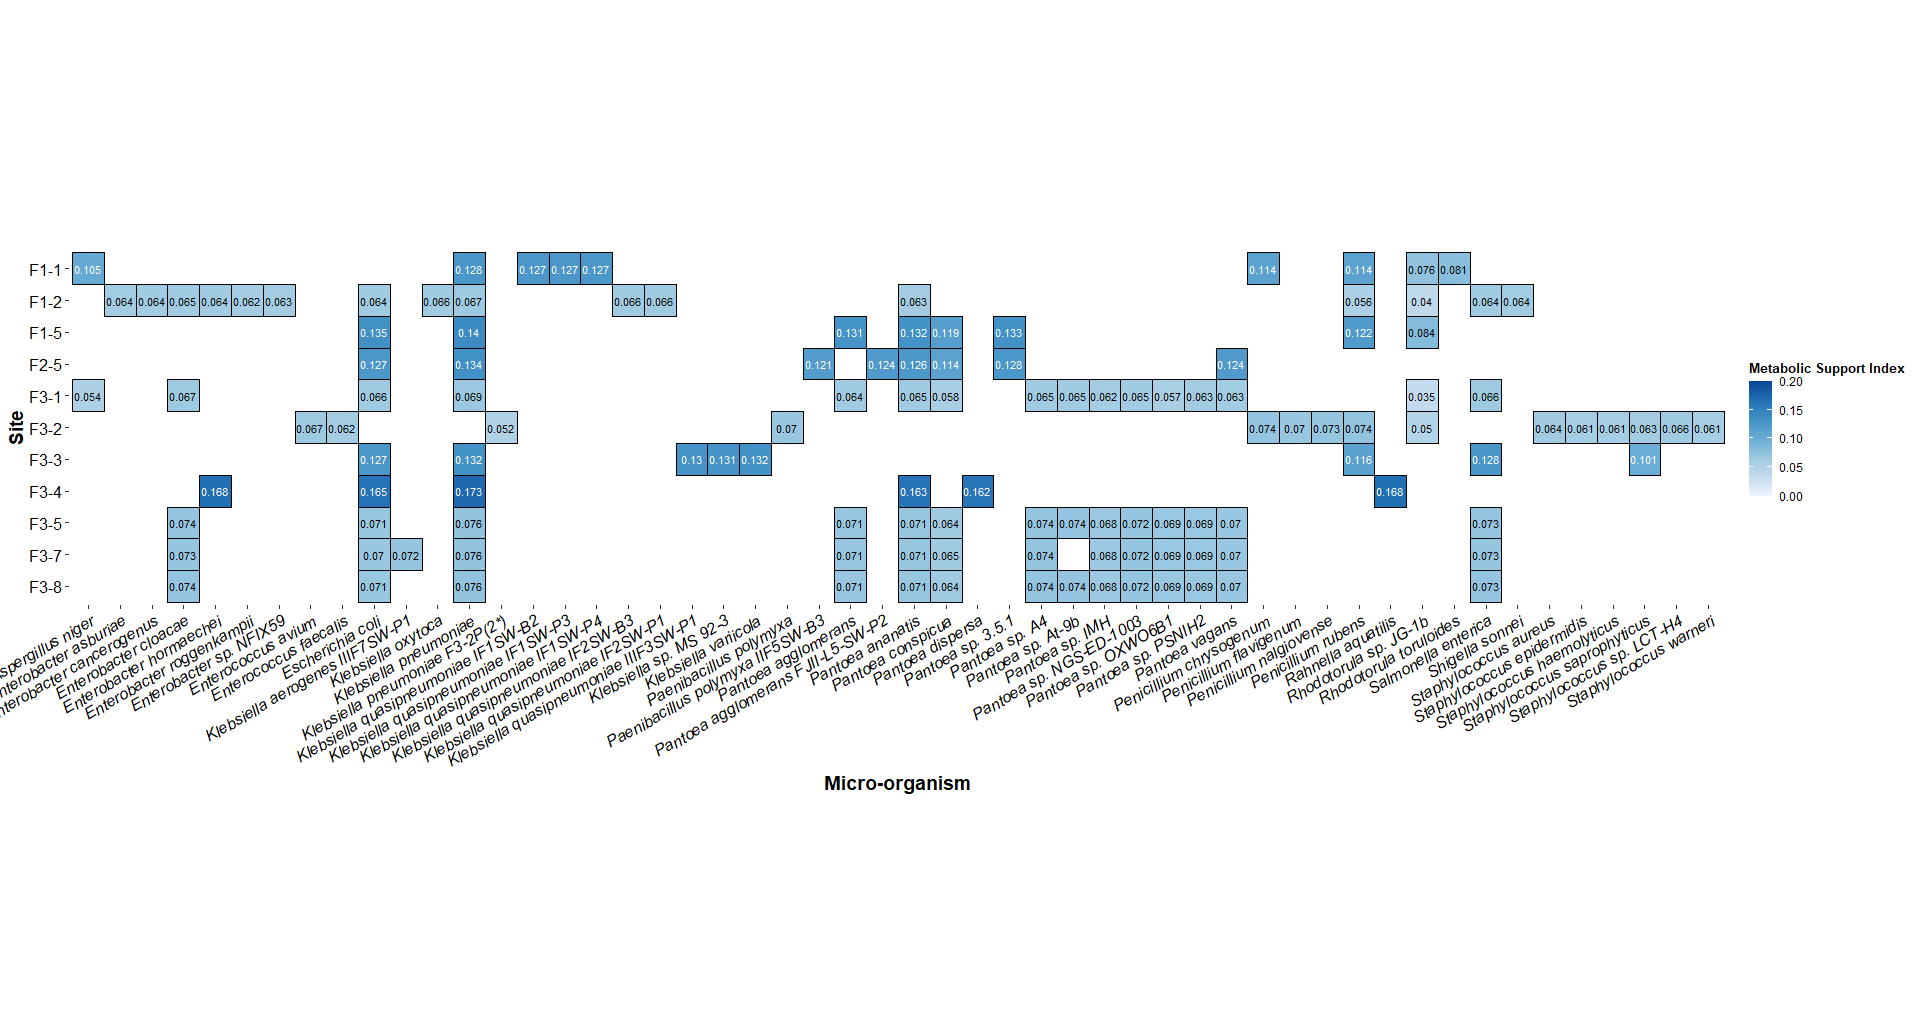 F1-1 0.105 0.128 0.127 0.127 0.127 0.114 0.114 0.076 0.081
F1-2 0.064 0.064 0.065 0.064 0.062 0.063 0.064 0.066 0.067 0.066 0.066 0.063 0.056 0.04 0.064 0.064
F1-5 0.135 0.14 0.131 0.132 0.119 0.133 0.122 0.084
F2-5 0.127 0.134 0.121 0.124 0.126 0.114 0.128 0.124
F3-1 0.054 0.067 0.066 0.069 0.064 0.065 0.058 0.065 0.065 0.062 0.065 0.057 0.063 0.063 0.035 0.066
F3-2 0.067 0.062 0.052 0.07 0.074 0.07 0.073 0.074 0.05 0.064 0.061 0.061 0.063 0.066 0.061
F3-3 0.127 0.132 0.13 0.131 0.132 0.116 0.128 0.101
F3-4 0.168 0.165 0.173 0.163 0.162 0.168
F3-5 0.074 0.071 0.076 0.071 0.071 0.064 0.074 0.074 0.068 0.072 0.069 0.069 0.07 0.073
F3-7 0.073 0.07 0.072 0.076 0.071 0.071 0.065 0.074 0.068 0.072 0.069 0.069 0.07 0.073
F3-8 0.074 0.071 0.076 0.071 0.071 0.064 0.074 0.074 0.068 0.072 0.069 0.069 0.07 0.073
Site
spergillus niger
nterobacter asburiae
nterobacter cancerogenus
Enterobacter cloacae
Enterobacter hormaechei
Enterobacter roggenkampii
Enterobacter sp. NFIX59
Enterococcus avium
Enterococcus faecalis
Escherichia coli
Klebsiella aerogenes IIIF7SW-P1
Klebsiella oxytoca
Klebsiella pneumoniae
Klebsiella pneumoniae F3-2P(2*)
Klebsiella quasipneumoniae IF1SW-B2
Klebsiella quasipneumoniae IF1SW-P3
Klebsiella quasipneumoniae IF1SW-P4
Klebsiella quasipneumoniae IF2SW-B3
Klebsiella quasipneumoniae IF2SW-P1
Klebsiella quasipneumoniae IIIF3SW-P1
Klebsiella sp. MS 92-3
Klebsiella variicola
Paenibacillus polymyxa
Paenibacillus polymyxa IIF5SW-B3
Pantoea agglomerans
Pantoea agglomerans FJII-L5-SW-P2
Pantoea ananatis
Pantoea conspicua
Pantoea dispersa
Pantoea sp. 3.5.1
Pantoea sp. A4
Pantoea sp. At-9b
Pantoea sp. IMH
Pantoea sp. NGS-ED-1003
Pantoea sp. OXWO6B1
Pantoea sp. PSNIH2
Pantoea vagans
Penicillium chrysogenum
Penicillium flavigenum
Penicillium nalgiovense
Penicillium rubens
Rahnella aquatilis
Rhodotorula sp. JG-1b
Rhodotorula toruloides
Salmonella enterica
Shigella sonnei
Staphylococcus aureus
Staphylococcus epidermidis
Staphylococcus haemolyticus
Staphylococcus saprophyticus
Staphylococcus sp. LCT-H4
Staphylococcus warneri
Micro-organism
Metabolic Support Index
0.20
0.15
0.10
0.05
0.00